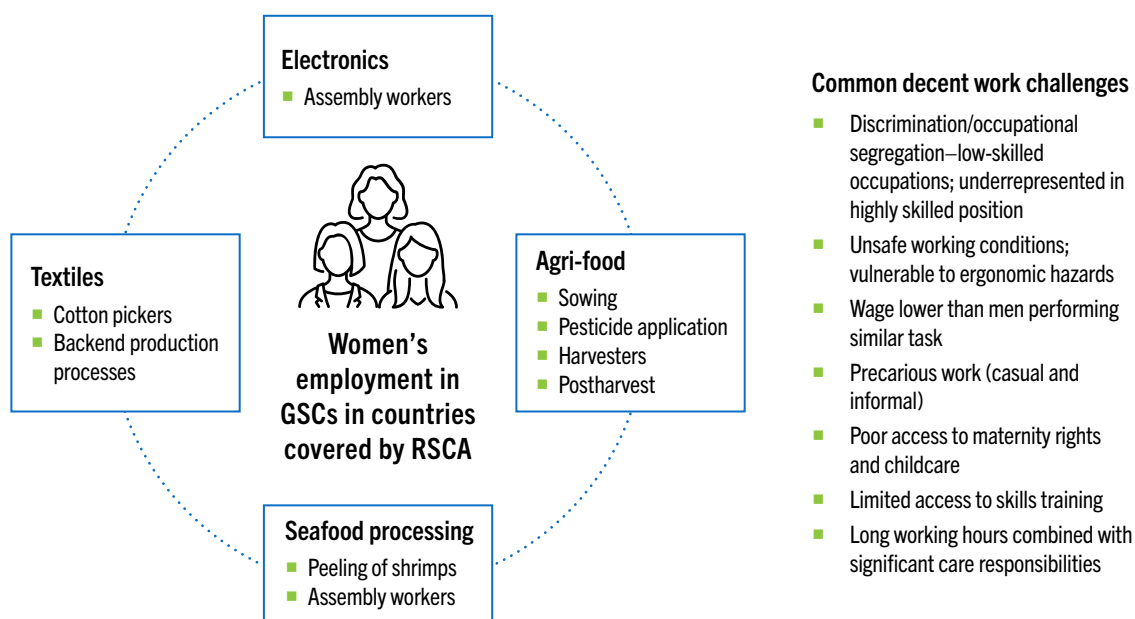 Electronics
Assembly workers
Textiles
Cotton pickers
Backend production
processes
Women's
employment in
GSCs in countries
covered by RSCA
Agri-food
Sowing
Pesticide application
Harvesters
Postharvest
Seafood processing
Peeling of shrimps
Assembly workers
Common decent work challenges
Discrimination/occupational
segregation–low-skilled
occupations; underrepresented in
highly skilled position
Unsafe working conditions;
vulnerable to ergonomic hazards
Wage lower than men performing
similar task
Precarious work (casual and
informal)
Poor access to maternity rights
and childcare
Limited access to skills training
Long working hours combined with
significant care responsibilities